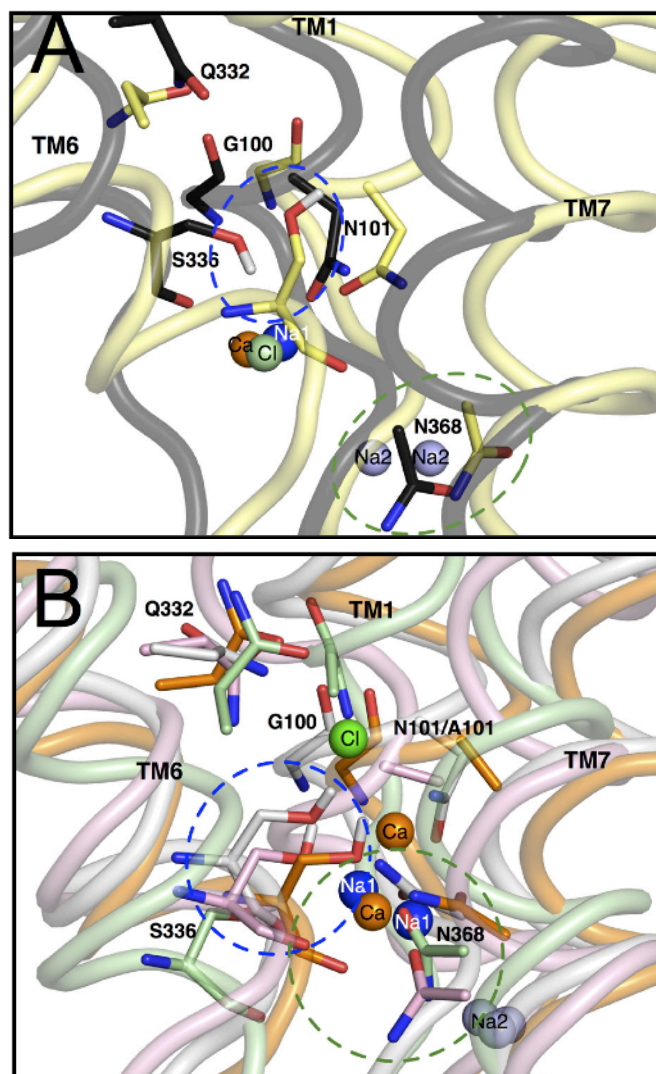 A
TM1
Q332
G100
TM6
N101
TM7
S336
Na1
Ca
Cl
N368
Na2
Na2
B
Q332
TM1
G100
Cl
N101/A101
TM6
TM7
Ca
Na1
Ca
Na1
S336
N368
Na2